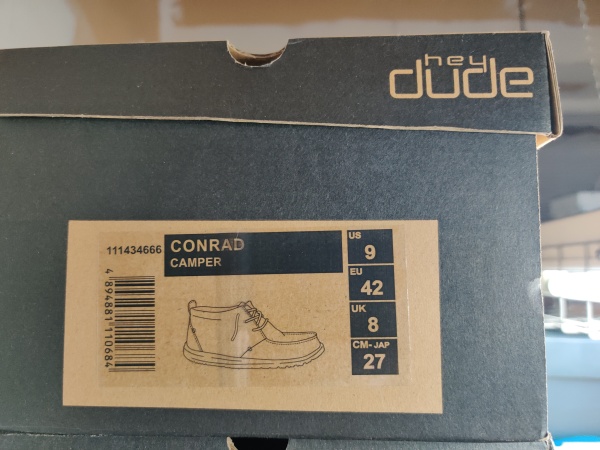 hey
dude
111434666
CONRAD
CAMPER
US
9
EU
42
UK
8
CM-JAP
27
4 894881 110684